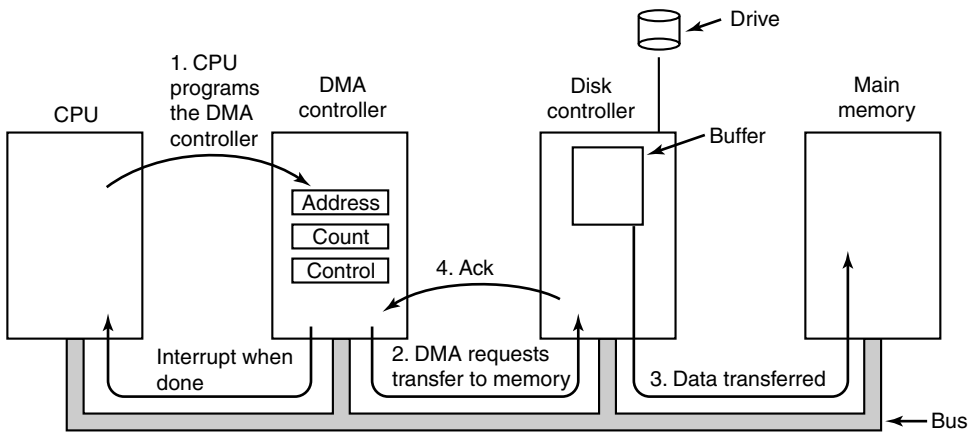 Drive
1. CPU
programs
the DMA
controller
CPU
DMA
controller
Disk
controller
Main
memory
Buffer
Address
Count
Control
4. Ack
Interrupt when
done
2. DMA requests
transfer to memory
3. Data transferred
Bus